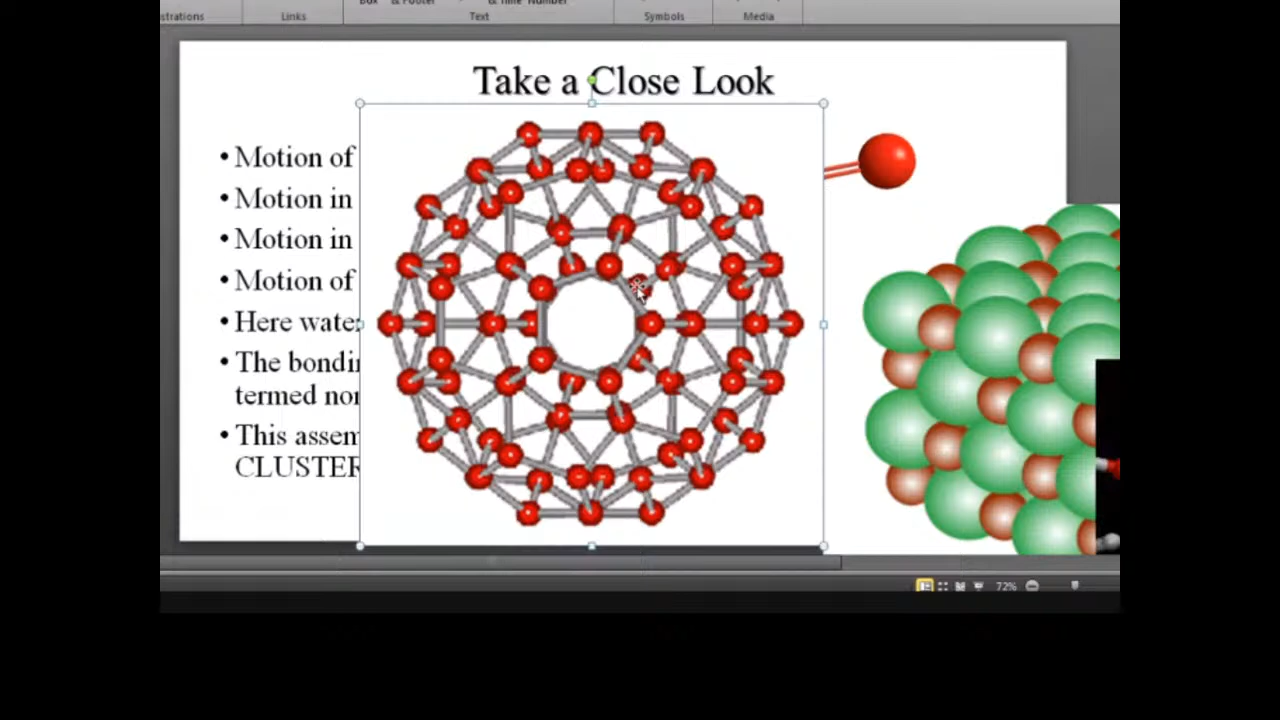 Links
Text
Symbols
Media
Take a Close Look
• Motion of
• Motion in
• Motion in
• Motion of
• Here water
• The bondi
termed no
• This assem
CLUSTER
72%